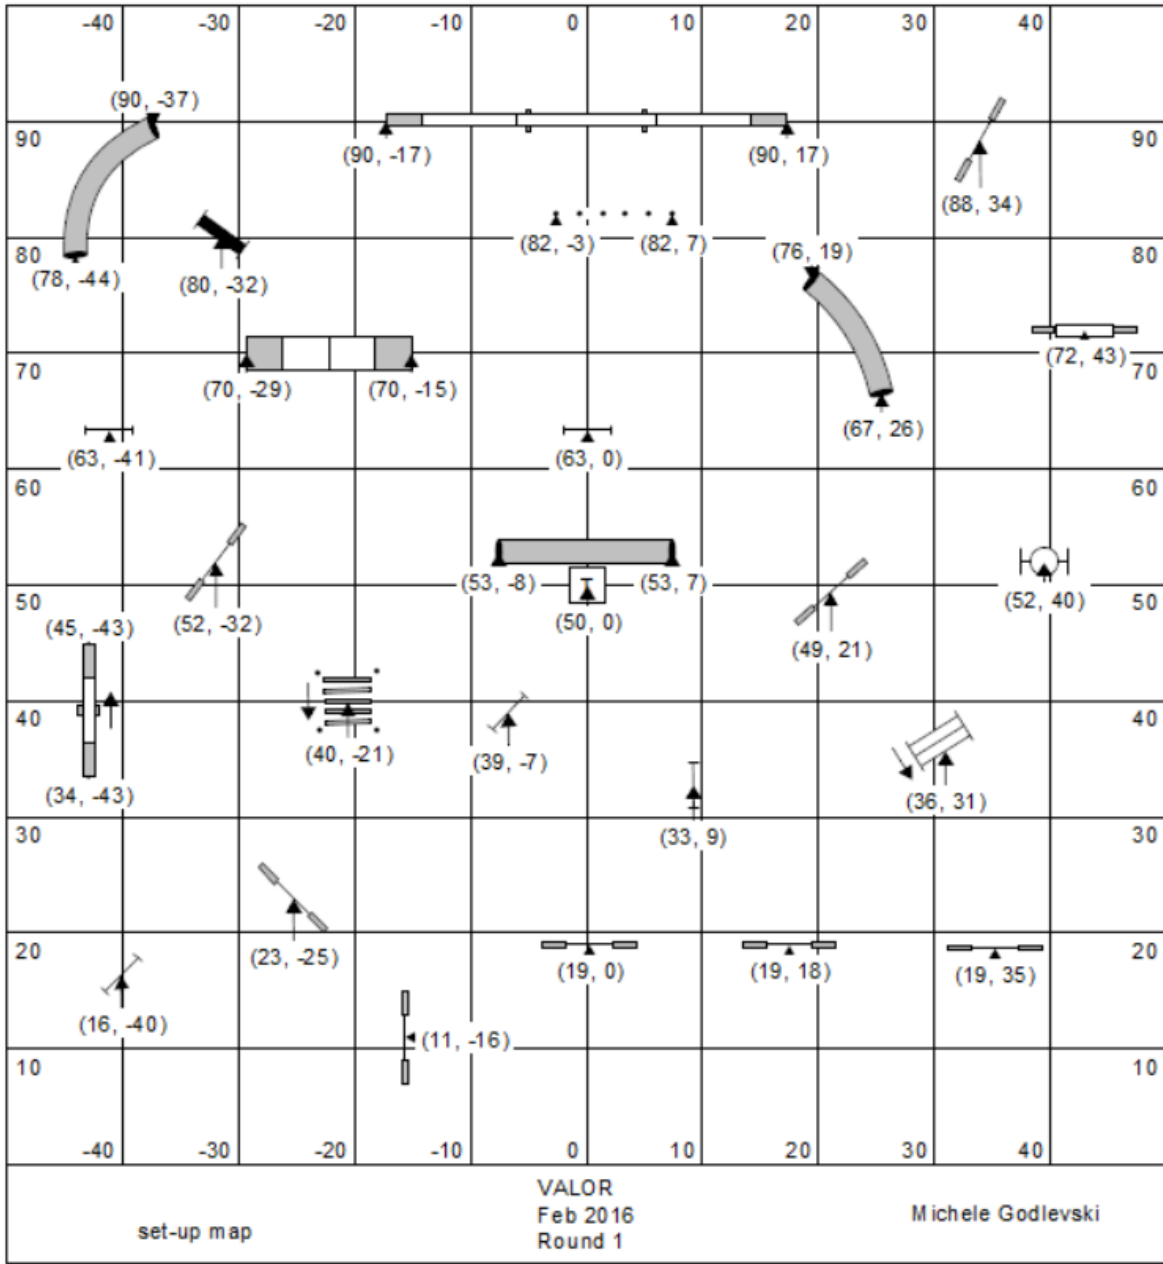 -40 -30 -20 -10 0 10 20 30 40
(90, -37)
90 90
(90, -17) (90, 17)
(88, 34)
(82, -3) (82, 7)
80 80
(76, 19)
(78, -44) (80, -32)
(72, 43)
70 70
(70, -29) (70, -15)
(67, 26)
(63, -41) (63, 0)
60 60
(53, -8) (53, 7)
(52, 40)
50 50
(50, 0)
(45, -43) (52, -32)
(49, 21)
40 40
(40, -21) (39, -7)
(34, -43) (36, 31)
30 30
(33, 9)
20 20
(23, -25) (19, 0) (19, 18) (19, 35)
(16, -40)
(11, -16)
10 10
-40 -30 -20 -10 0 10 20 30 40
VALOR
Feb 2016
Round 1
set-up map
Michele Godlevski